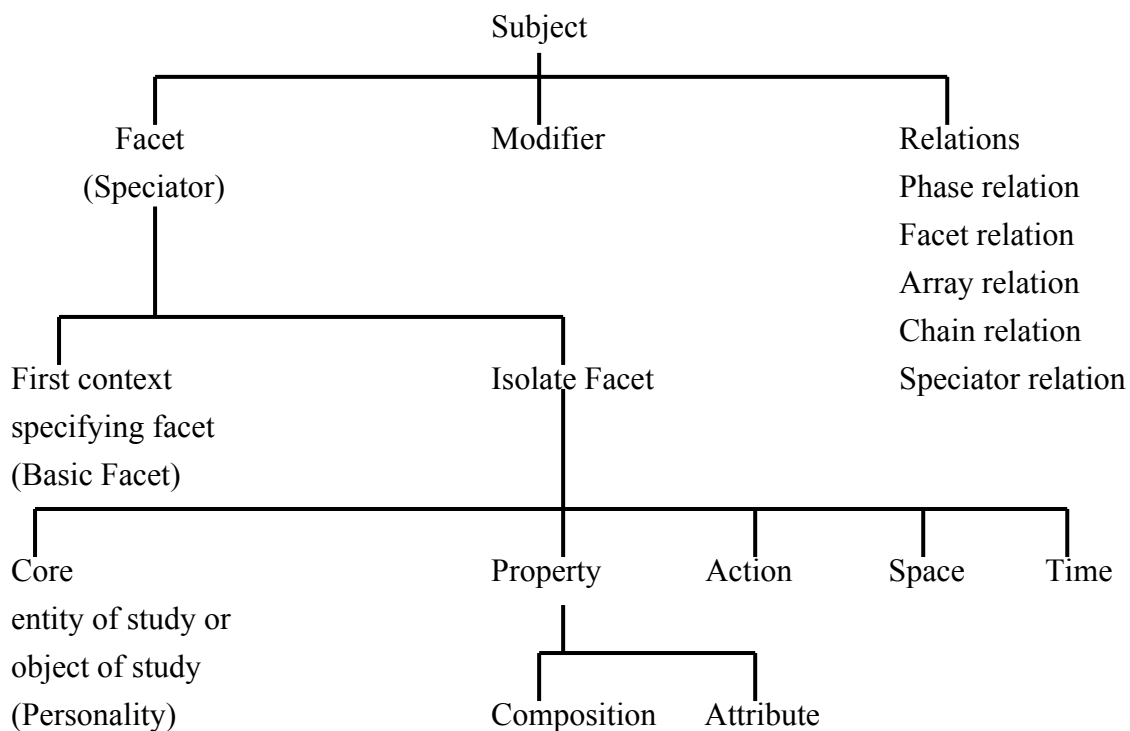 Subject
Facet
(Speciator)
Modifier
Relations
Phase relation
Facet relation
Array relation
Chain relation
Speciator relation
First context
specifying facet
(Basic Facet)
Isolate Facet
Core
entity of study or
object of study
(Personality)
Property
Action
Space
Time
Composition
Attribute